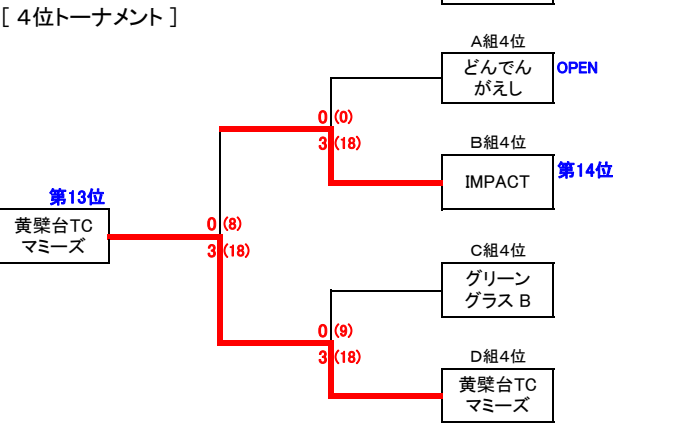 [ 4位トーナメント ]
A組4位
どんでん
がえし
OPEN
0 (0)
3 (18)
B組4位
IMPACT
第14位
第13位
黄檗台TC
マミーズ
0 (8)
3 (18)
C組4位
グリーン
グラス B
0 (9)
3 (18)
D組4位
黄檗台TC
マミーズ